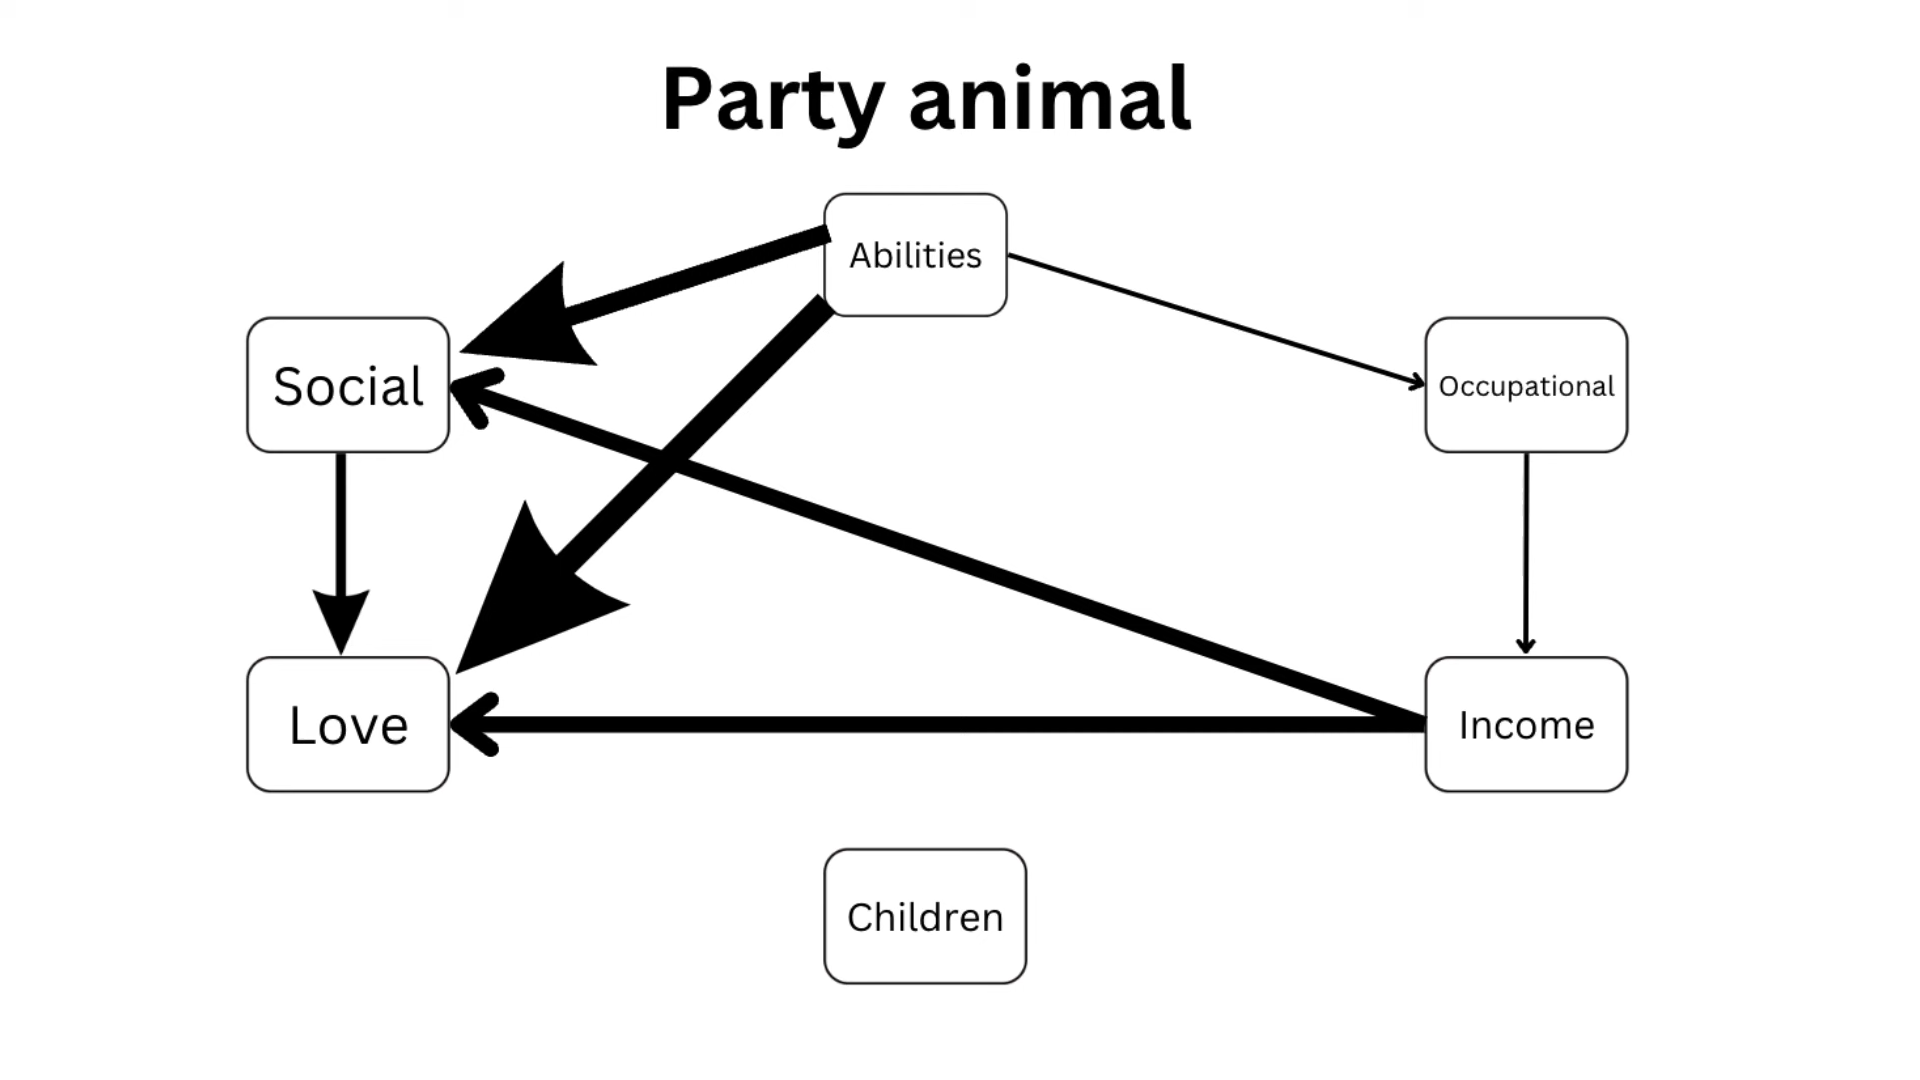 Party animal
Abilities
Social
Occupational
Love
Income
Children